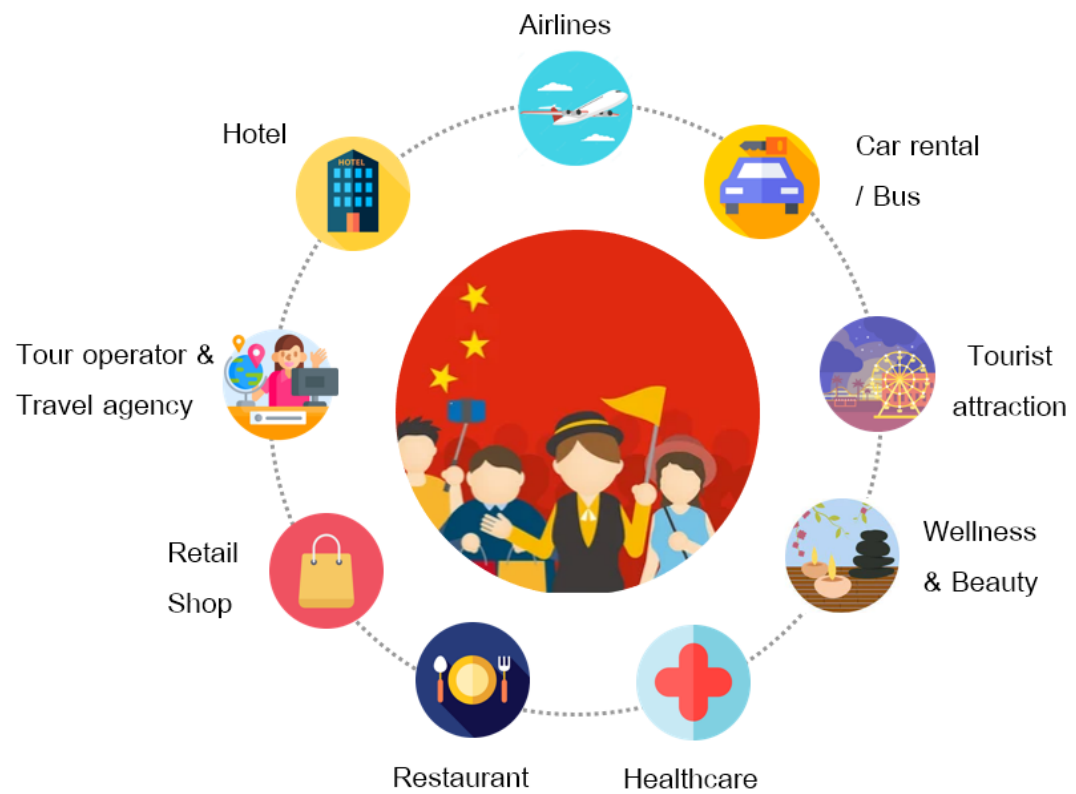 Airlines
Hotel
HOTEL
Car rental
/ Bus
Tour operator &
Travel agency
Tourist
attraction
Retail
Shop
Wellness
& Beauty
Restaurant
Healthcare